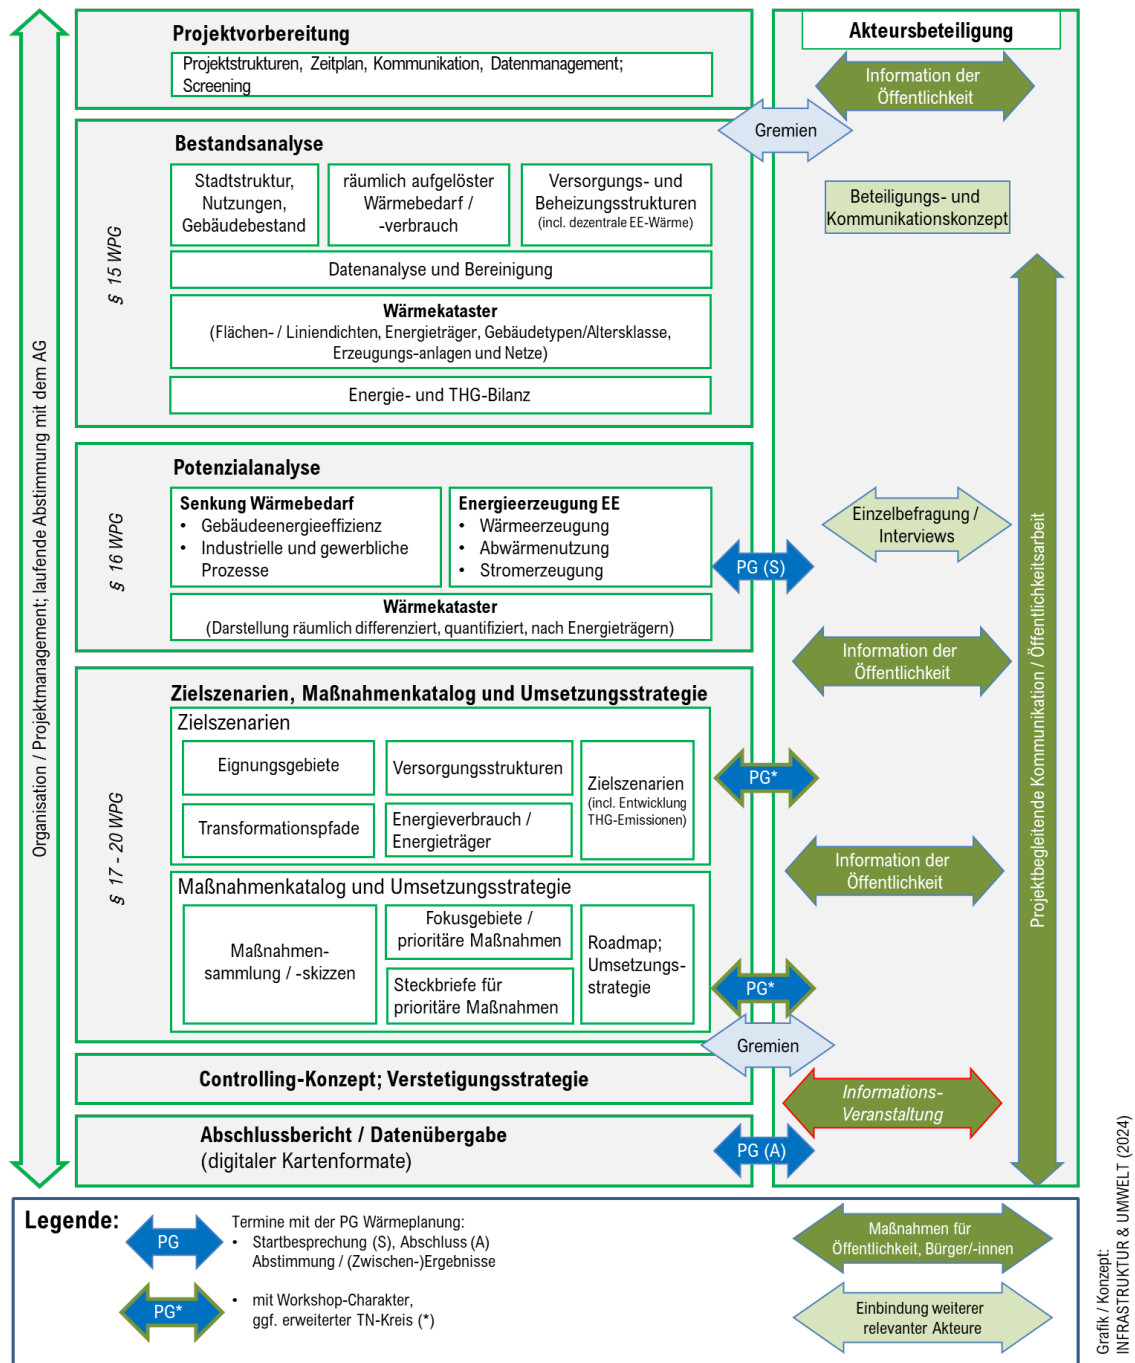 Organisation / Projektmanagement; laufende Abstimmung mit dem AG
Projektvorbereitung
Projektstrukturen, Zeitplan, Kommunikation, Datenmanagement;
Screening
Bestandsanalyse
§ 15 WPG
Stadtstruktur,
Nutzungen,
Gebäudebestand
räumlich aufgelöster
Wärmebedarf /
-verbrauch
Versorgungs- und
Beheizungsstrukturen
(incl. dezentrale EE-Wärme)
Datenanalyse und Bereinigung
Wärmekataster
(Flächen- / Liniendichten, Energieträger, Gebäudetypen/Altersklasse,
Erzeugungs-anlagen und Netze)
Energie- und THG-Bilanz
Potenzialanalyse
§ 16 WPG
Senkung Wärmebedarf
• Gebäudeenergieeffizienz
• Industrielle und gewerbliche
Prozesse
Energieerzeugung EE
• Wärmeerzeugung
• Abwärmenutzung
• Stromerzeugung
Wärmekataster
(Darstellung räumlich differenziert, quantifiziert, nach Energieträgern)
Zielszenarien, Maßnahmenkatalog und Umsetzungsstrategie
§ 17 - 20 WPG
Zielszenarien
Eignungsgebiete
Versorgungsstrukturen
Zielszenarien
(incl. Entwicklung
THG-Emissionen)
Transformationspfade
Energieverbrauch /
Energieträger
Maßnahmenkatalog und Umsetzungsstrategie
Maßnahmen-
sammlung / -skizzen
Fokusgebiete /
prioritäre Maßnahmen
Steckbriefe für
prioritäre Maßnahmen
Roadmap;
Umsetzungs-
strategie
Controlling-Konzept; Verstetigungsstrategie
Abschlussbericht / Datenübergabe
(digitaler Kartenformate)
Gremien
PG (S)
PG*
PG*
Gremien
PG (A)
Akteursbeteiligung
Information der
Öffentlichkeit
Beteiligungs- und
Kommunikationskonzept
Einzelbefragung /
Interviews
Information der
Öffentlichkeit
Information der
Öffentlichkeit
Informations-
Veranstaltung
Projektbegleitende Kommunikation / Öffentlichkeitsarbeit
Legende:
PG
Termine mit der PG Wärmeplanung:
• Startbesprechung (S), Abschluss (A)
Abstimmung / (Zwischen-)Ergebnisse
PG*
• mit Workshop-Charakter,
ggf. erweiterter TN-Kreis (*)
Maßnahmen für
Öffentlichkeit, Bürger/-innen
Einbindung weiterer
relevanter Akteure
Grafik / Konzept:
INFRASTRUKTUR & UMWELT (2024)